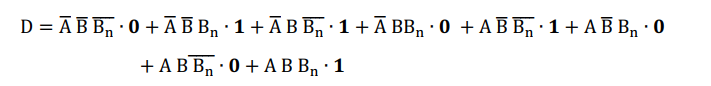 D = A̅ B̅ B̅ₙ̅ · 0 + A̅ B̅ Bₙ · 1 + A̅ B B̅ₙ̅ · 1 + A̅ BBₙ · 0 + A B̅ B̅ₙ̅ · 1 + A B̅ Bₙ · 0
+ A B B̅ₙ̅ · 0 + A B Bₙ · 1